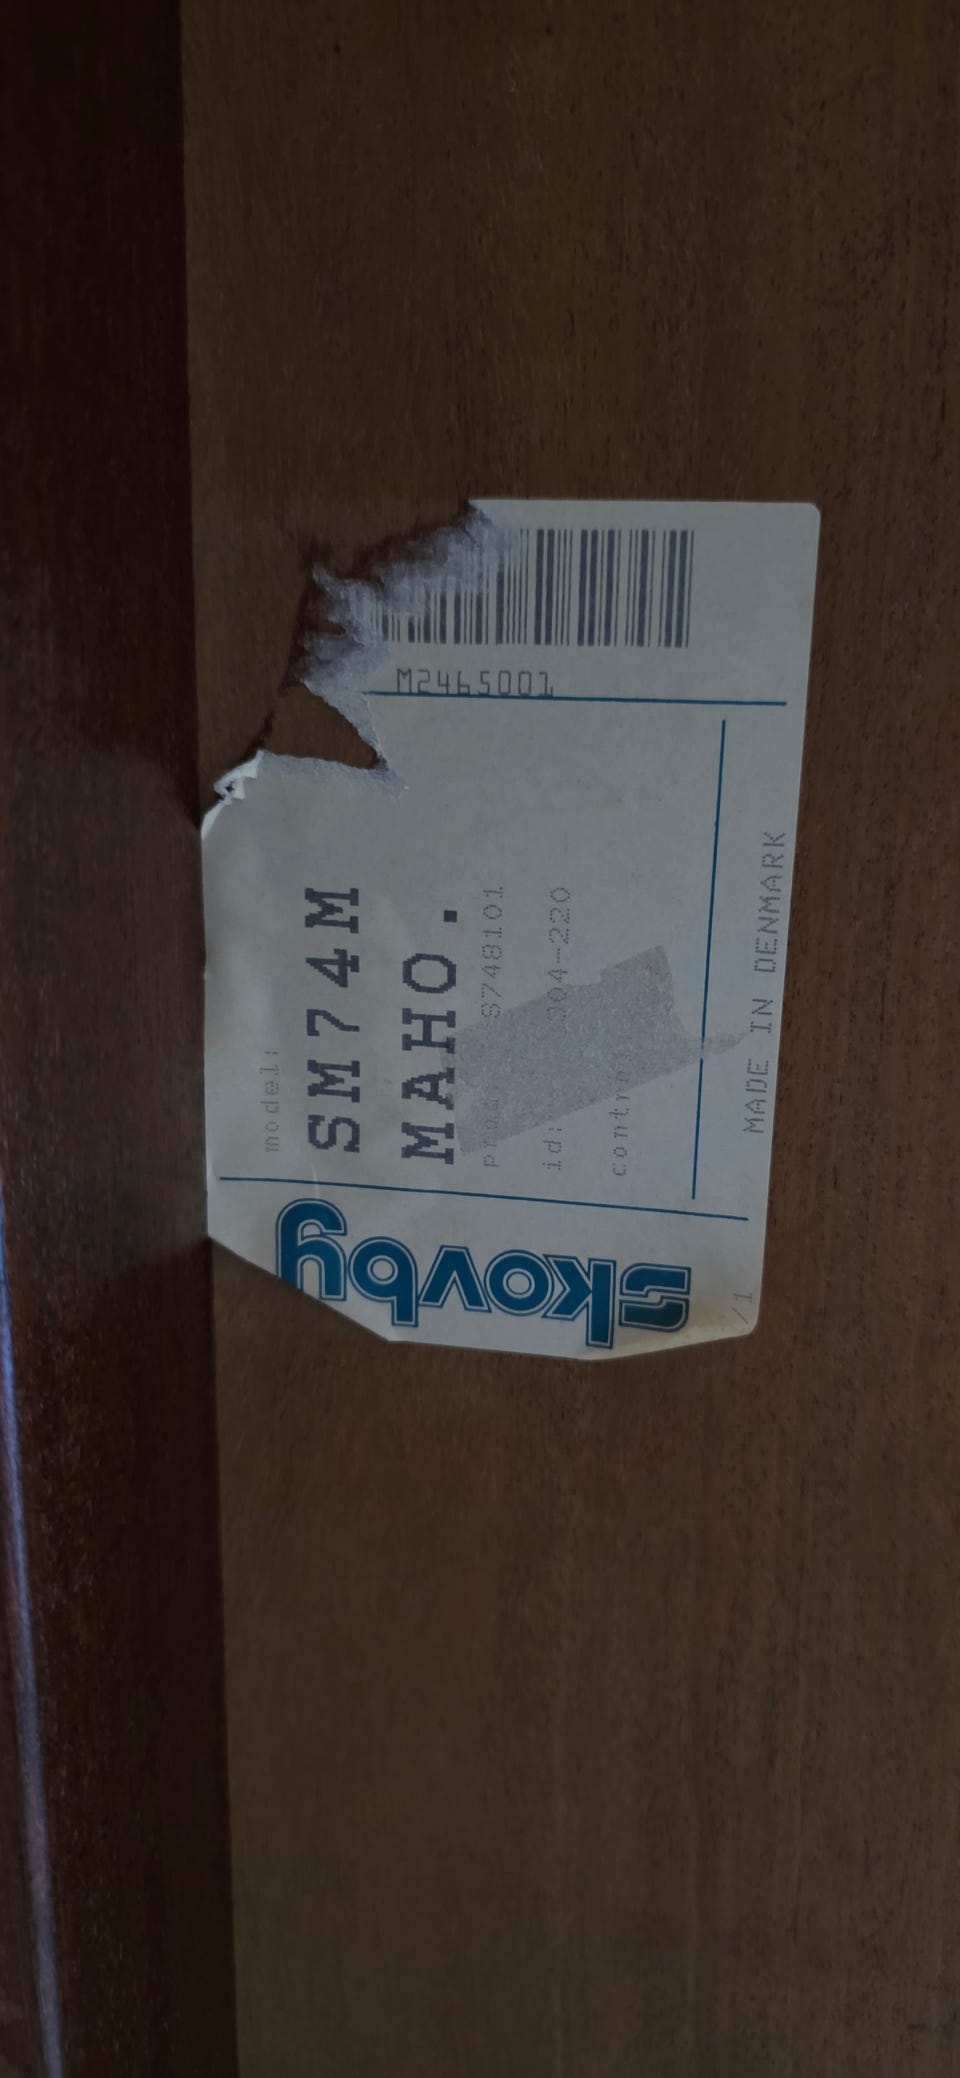 skovby
model:
SM74M
MAHO.
prod S748101
id: 304-220
control
MADE IN DENMARK
/1
M2465001